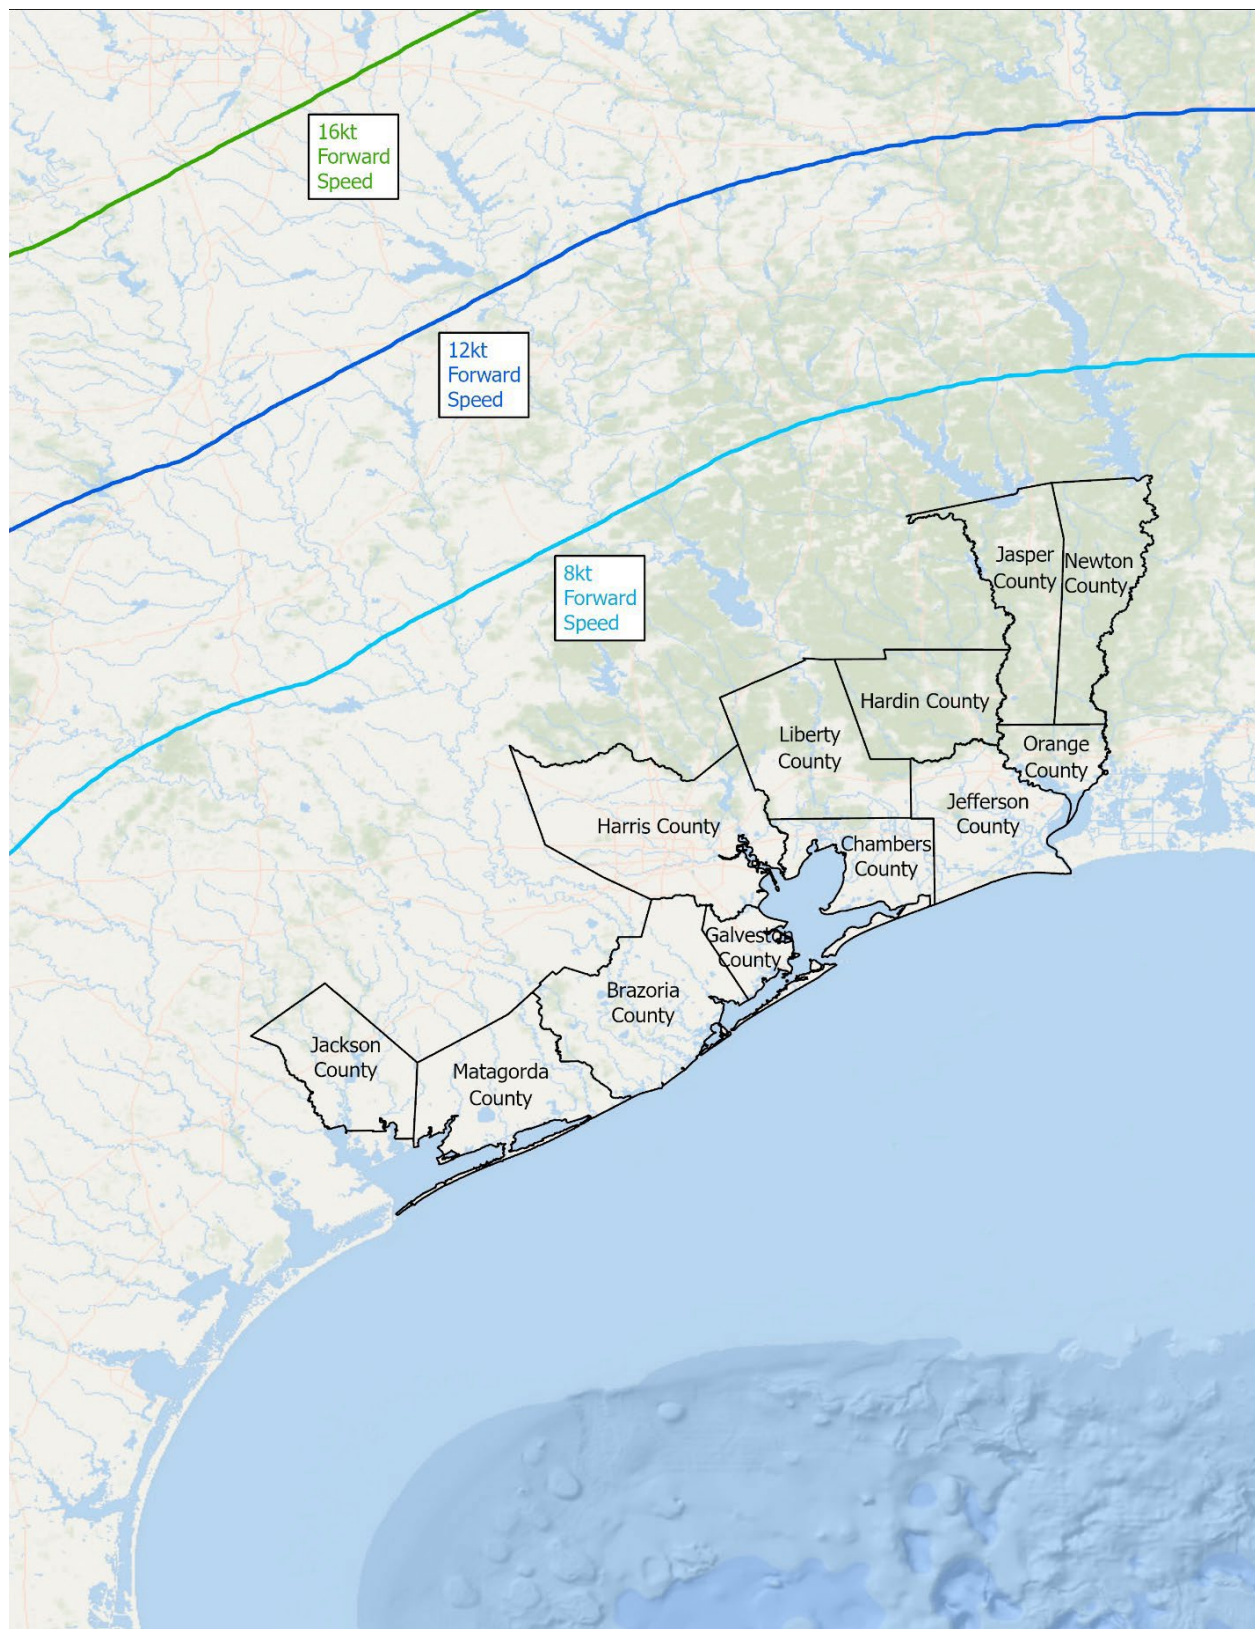 16kt
Forward
Speed
12kt
Forward
Speed
8kt
Forward
Speed
Jasper
County
Newton
County
Hardin County
Liberty
County
Orange
County
Jefferson
County
Harris County
Chambers
County
Galveston
County
Brazoria
County
Jackson
County
Matagorda
County